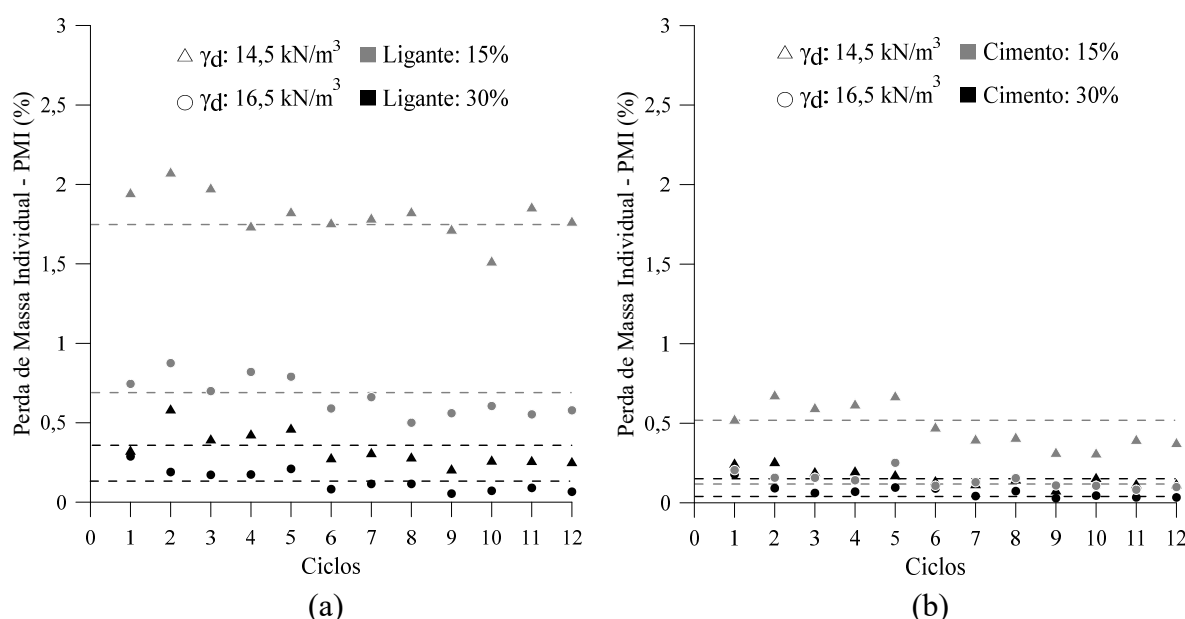 3
2,5
2
1,5
1
0,5
0
Perda de Massa Individual - PMI (%)
γd: 14,5 kN/m³ Ligante: 15%
γd: 16,5 kN/m³ Ligante: 30%
0 1 2 3 4 5 6 7 8 9 10 11 12
Ciclos
(a)
3
2,5
2
1,5
1
0,5
0
Perda de Massa Individual - PMI (%)
γd: 14,5 kN/m³ Cimento: 15%
γd: 16,5 kN/m³ Cimento: 30%
0 1 2 3 4 5 6 7 8 9 10 11 12
Ciclos
(b)